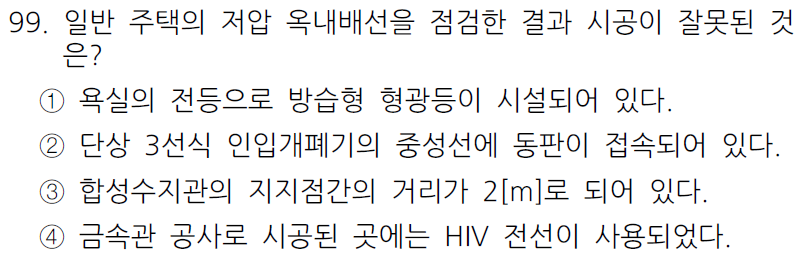 99. 일반 주택의 저압 옥내배선을 점검한 결과 시공이 잘못된 것
은?
① 욕실의 전등으로 방습형 형광등이 시설되어 있다.
② 단상 3선식 인입개폐기의 중성선에 동판이 접속되어 있다.
③ 합성수지관의 지지점간의 거리가 2[m]로 되어 있다.
④ 금속관 공사로 시공된 곳에는 HIV 전선이 사용되었다.